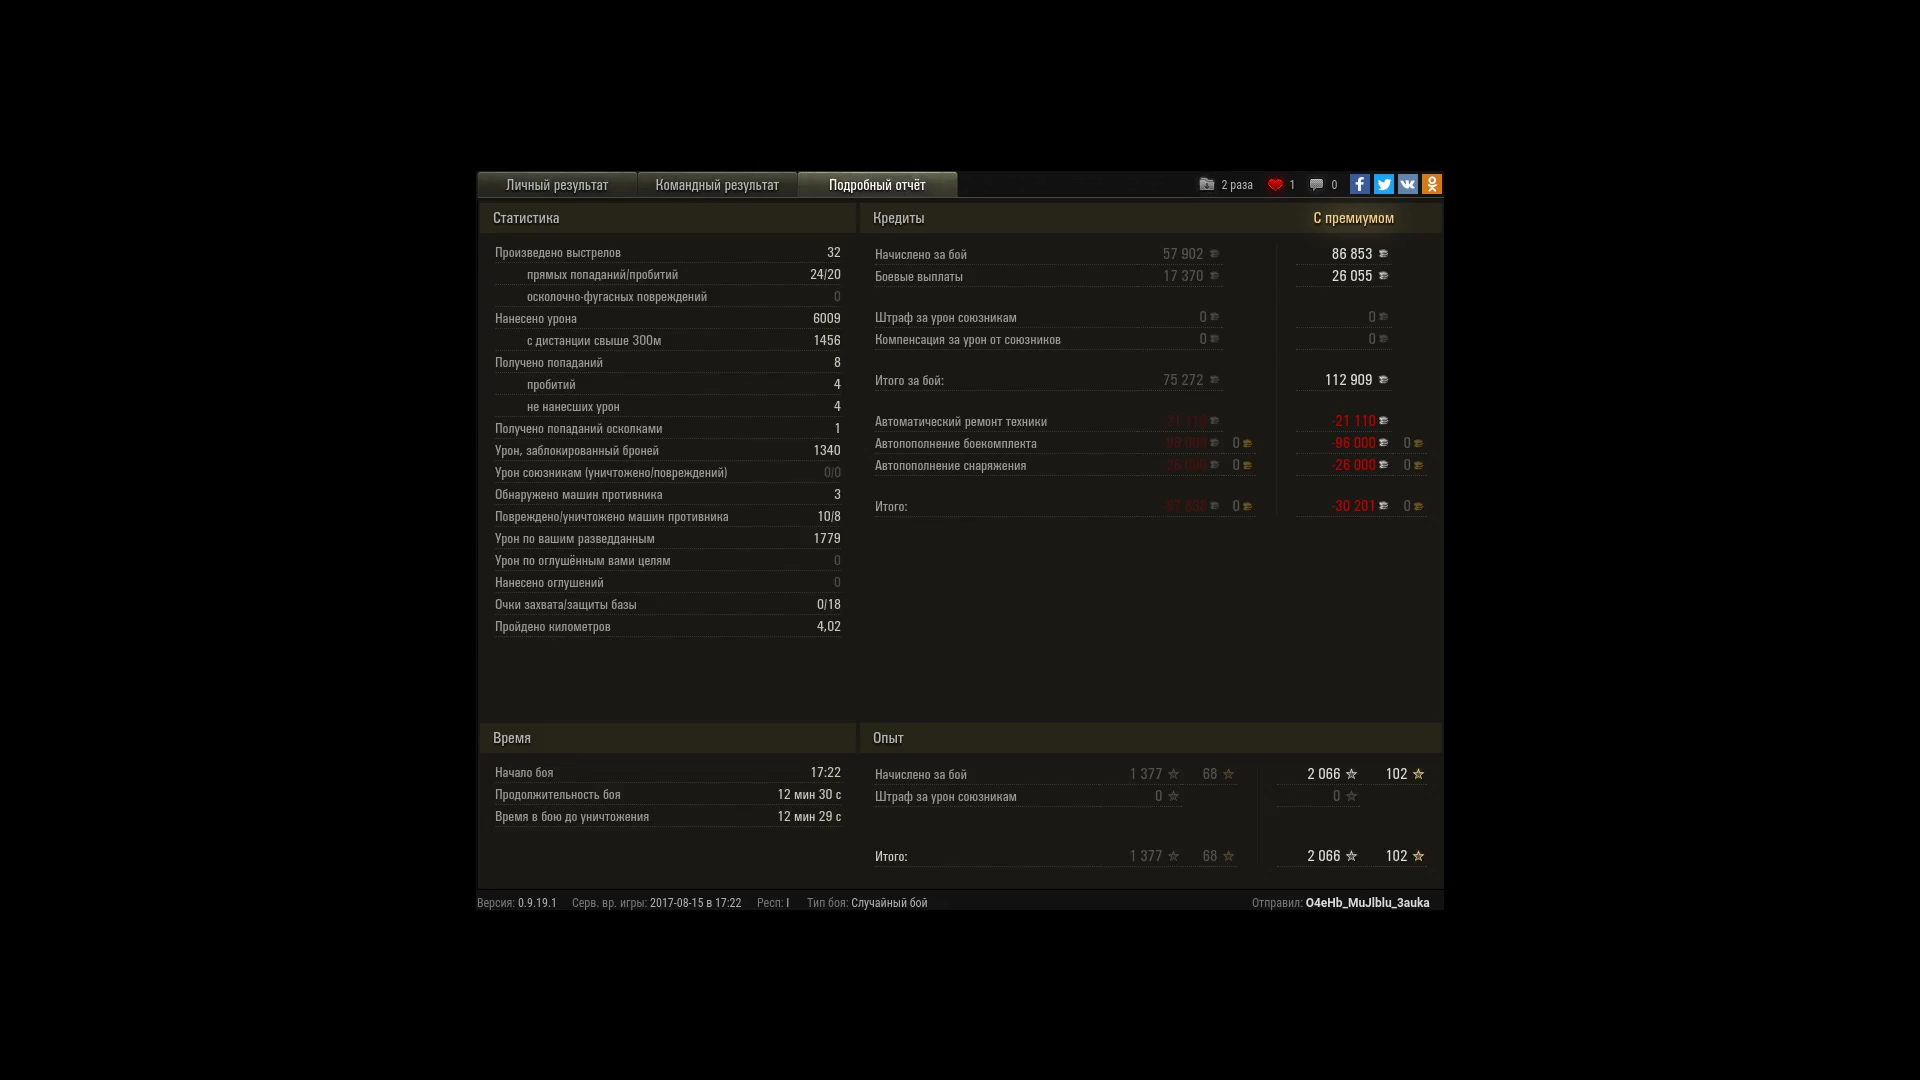 Личный результат Командный результат Подробный отчёт 2 раза 1 0
Статистика
Произведено выстрелов 32
прямых попаданий/пробитий 24/20
осколочно-фугасных повреждений 0
Нанесено урона 6009
с дистанции свыше 300м 1456
Получено попаданий 8
пробитий 4
не нанесших урон 4
Получено попаданий осколками 1
Урон, заблокированный броней 1340
Урон союзникам (уничтожено/повреждений) 0/0
Обнаружено машин противника 3
Повреждено/уничтожено машин противника 10/8
Урон по вашим разведданным 1779
Урон по оглушённым вами целям 0
Нанесено оглушений 0
Очки захвата/защиты базы 0/18
Пройдено километров 4,02
Кредиты С премиумом
Начислено за бой 57 902 86 853
Боевые выплаты 17 370 26 055
Штраф за урон союзникам 0 0
Компенсация за урон от союзников 0 0
Итого за бой: 75 272 112 909
Автоматический ремонт техники -21 110 -21 110
Автопополнение боекомплекта -96 000 0 -96 000 0
Автопополнение снаряжения -26 000 0 -26 000 0
Итого: 0 -30 201 0
Время
Начало боя 17:22
Продолжительность боя 12 мин 30 с
Время в бою до уничтожения 12 мин 29 с
Опыт
Начислено за бой 1 377 68 2 066 102
Штраф за урон союзникам 0 0
Итого: 1 377 68 2 066 102
Версия: 0.9.19.1 Серв. вр. игры: 2017-08-15 в 17:22 Респ: I Тип боя: Случайный бой Отправил: O4eHb_MuJlblu_3auka